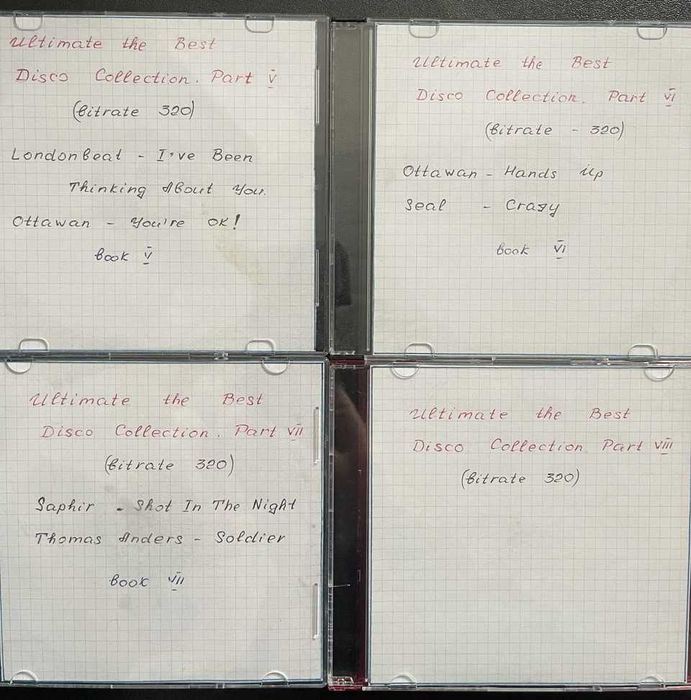 Ultimate the Best
Disco Collection. Part V
(bitrate 320)
Londonbeat - I've Been
Thinking About You.
Ottawan - You're OK!
Book V
Ultimate the Best
Disco Collection. Part VI
(bitrate - 320)
Ottawan - Hands Up
Seal - Crazy
Book VI
Ultimate the Best
Disco Collection. Part VII
(bitrate 320)
Saphir - Shot In The Night
Thomas Anders - Soldier
Book VII
Ultimate the Best
Disco Collection. Part VIII
(bitrate 320)